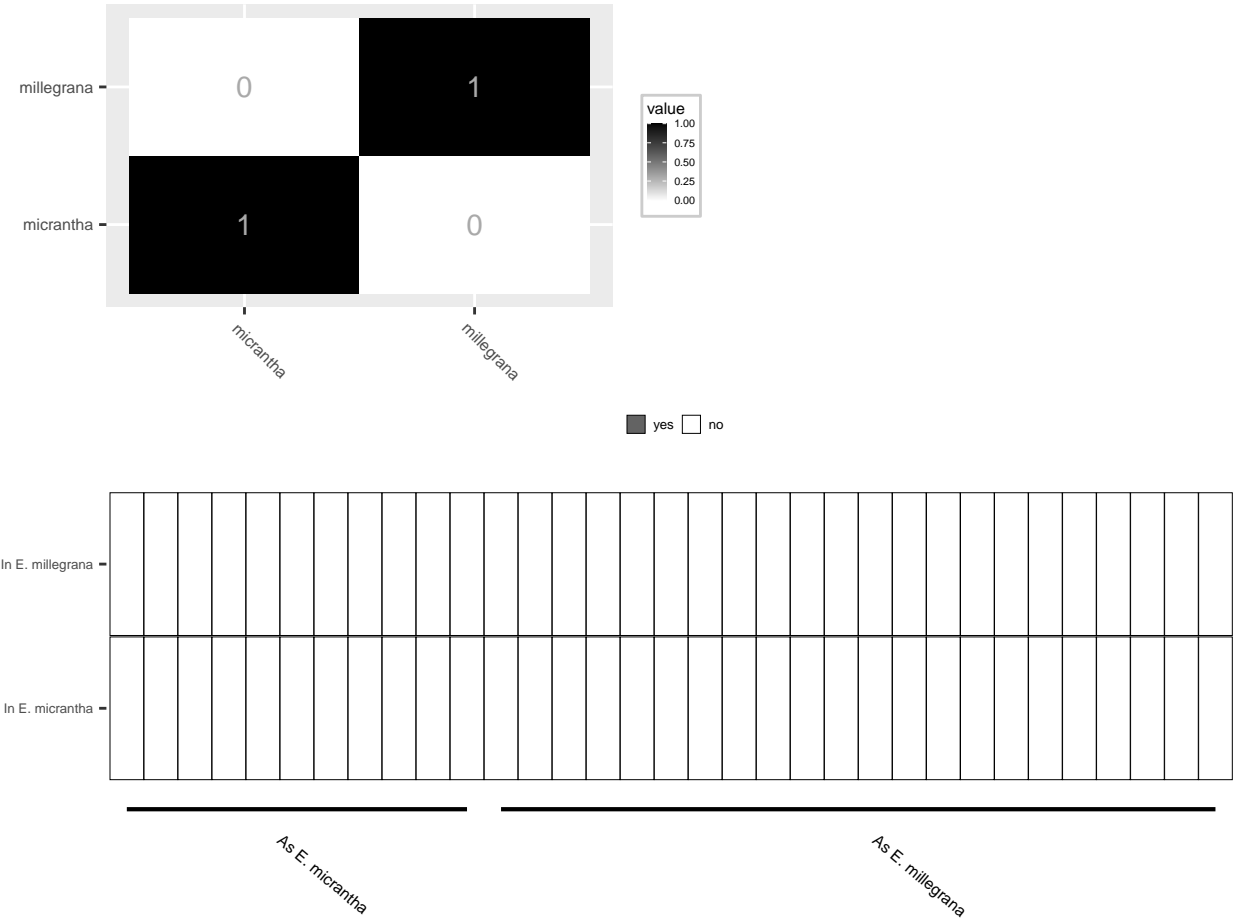 millegrana
0
1
value
1.00
0.75
0.50
0.25
0.00
micrantha
1
0
micrantha
millegrana
yes
no
In E. millegrana
In E. micrantha
As E. micrantha
As E. millegrana